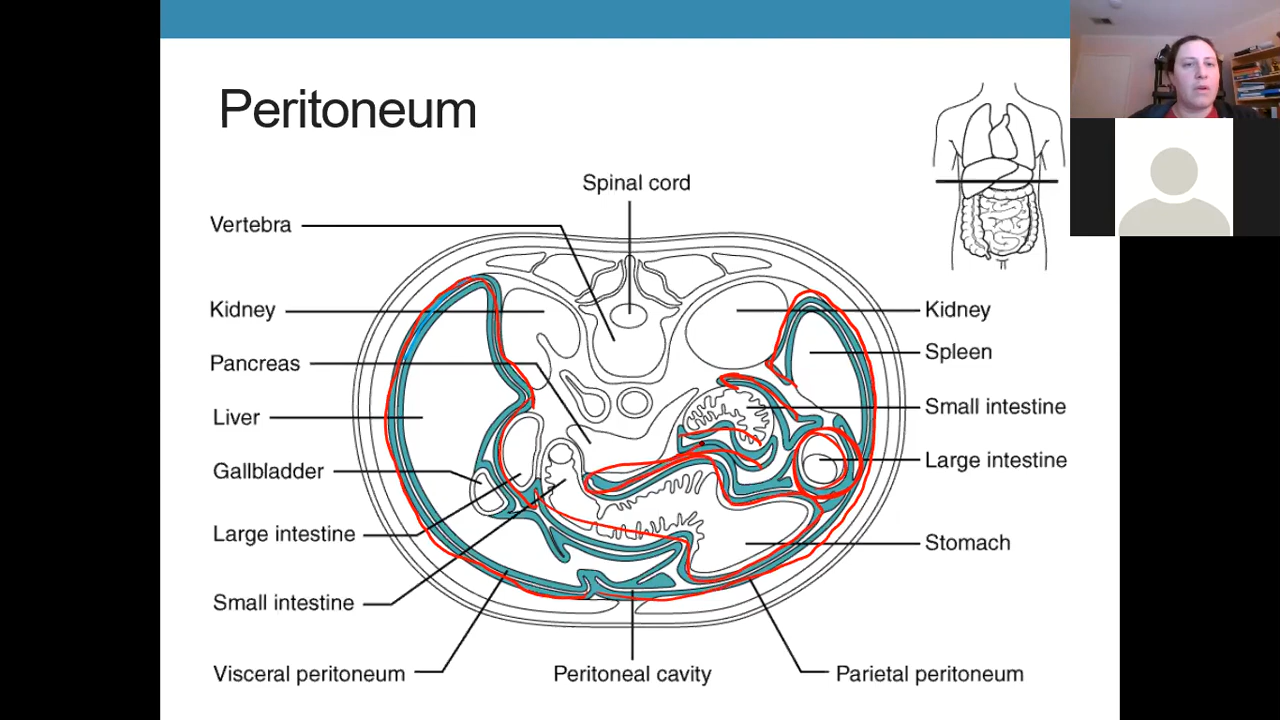 Peritoneum
Spinal cord
Vertebra
Kidney
Pancreas
Liver
Gallbladder
Large intestine
Small intestine
Visceral peritoneum
Peritoneal cavity
Parietal peritoneum
Kidney
Spleen
Small intestine
Large intestine
Stomach